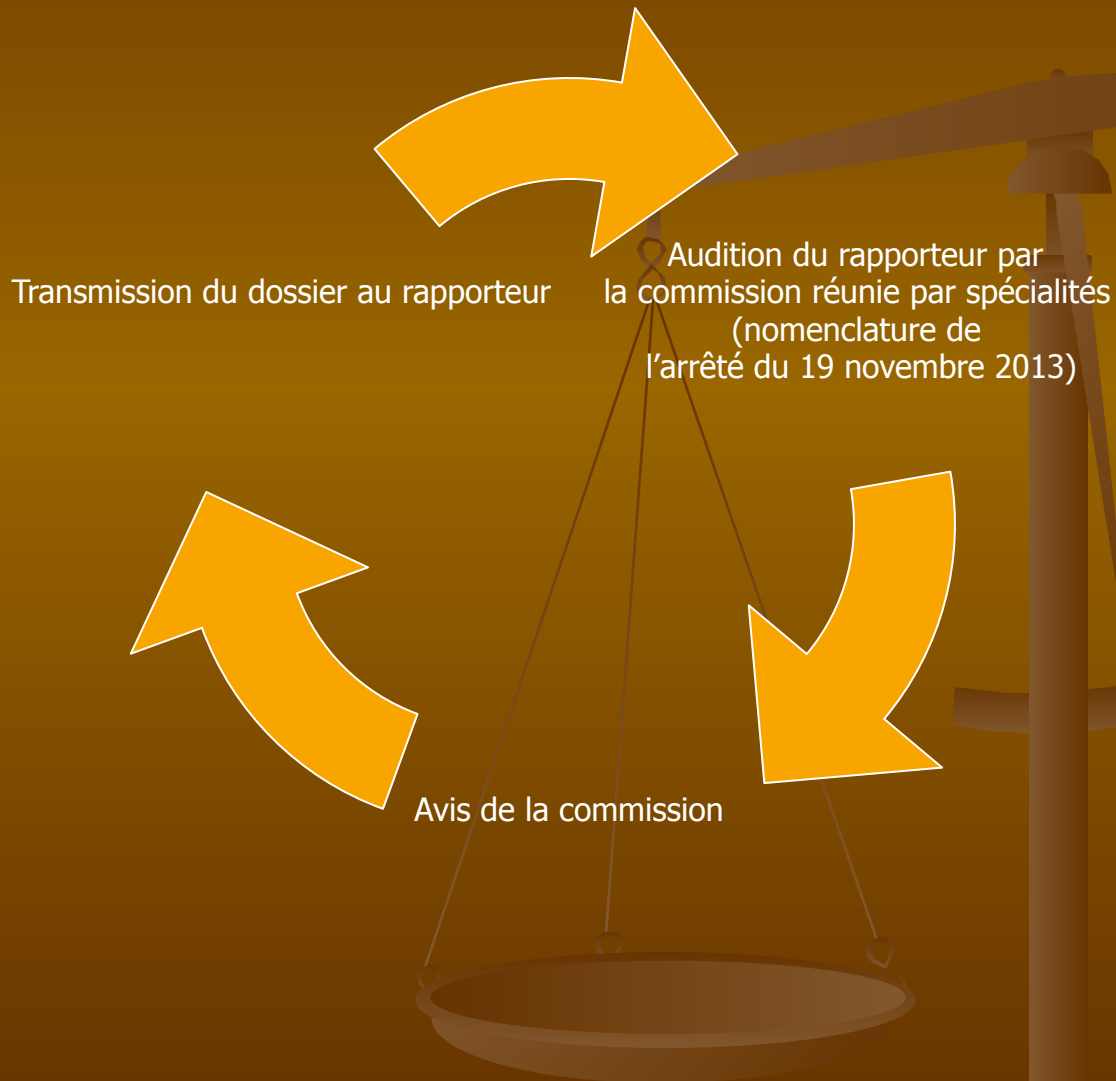 Transmission du dossier au rapporteur
Audition du rapporteur par
la commission réunie par spécialités
(nomenclature de
l’arrêté du 19 novembre 2013)
Avis de la commission